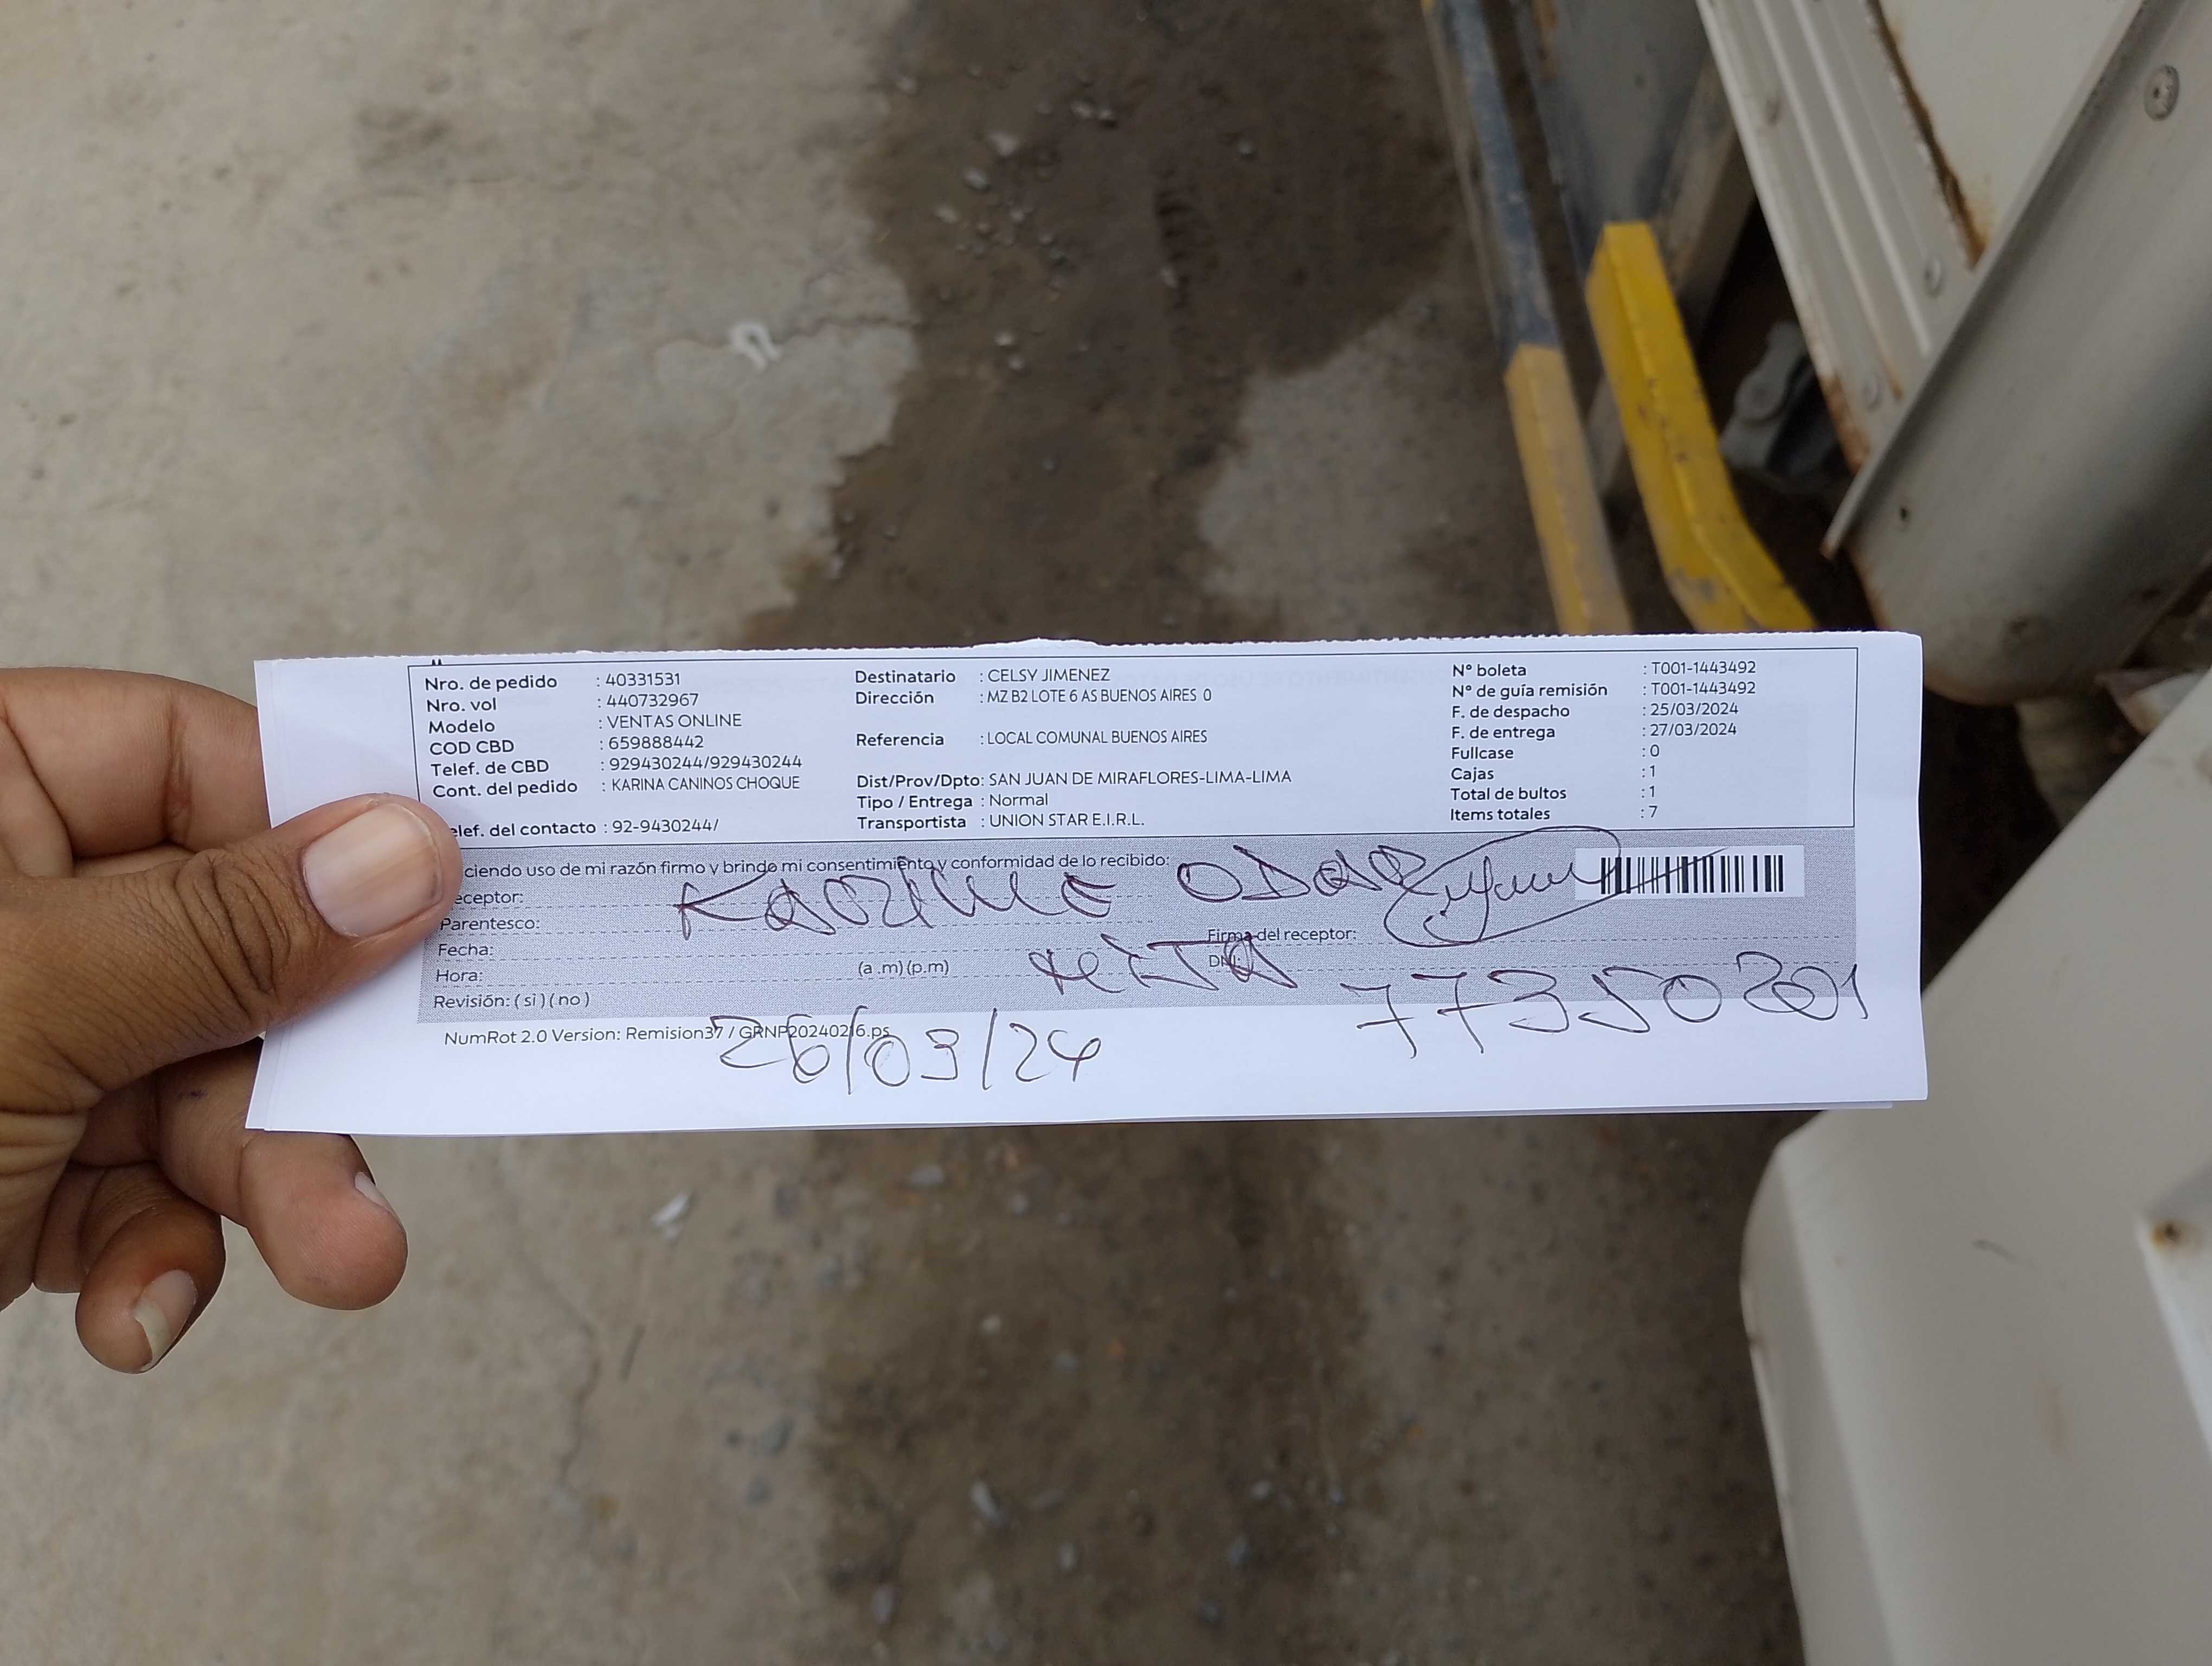 Nro. de pedido : 40331531
Nro. vol : 440732967
Modelo : VENTAS ONLINE
COD CBD : 659888442
Telef. de CBD : 929430244/929430244
Cont. del pedido : KARINA CANINOS CHOQUE
elef. del contacto : 92-9430244/
Destinatario : CELSY JIMENEZ
Dirección : MZ B2 LOTE 6 AS BUENOS AIRES 0
Referencia : LOCAL COMUNAL BUENOS AIRES
Dist/Prov/Dpto: SAN JUAN DE MIRAFLORES-LIMA-LIMA
Tipo / Entrega : Normal
Transportista : UNION STAR E.I.R.L.
N° boleta : T001-1443492
N° de guía remisión : T001-1443492
F. de despacho : 25/03/2024
F. de entrega : 27/03/2024
Fullcase : 0
Cajas : 1
Total de bultos : 1
Items totales : 7
ciendo uso de mi razón firmo y brindo mi consentimiento y conformidad de lo recibido:
eceptor:
Parentesco:
Fecha: Firma del receptor:
Hora: (a .m) (p.m) DNI:
77350201
Revisión: ( si ) ( no )
NumRot 2.0 Version: Remision37 / GRNP20240216.ps
26/03/24